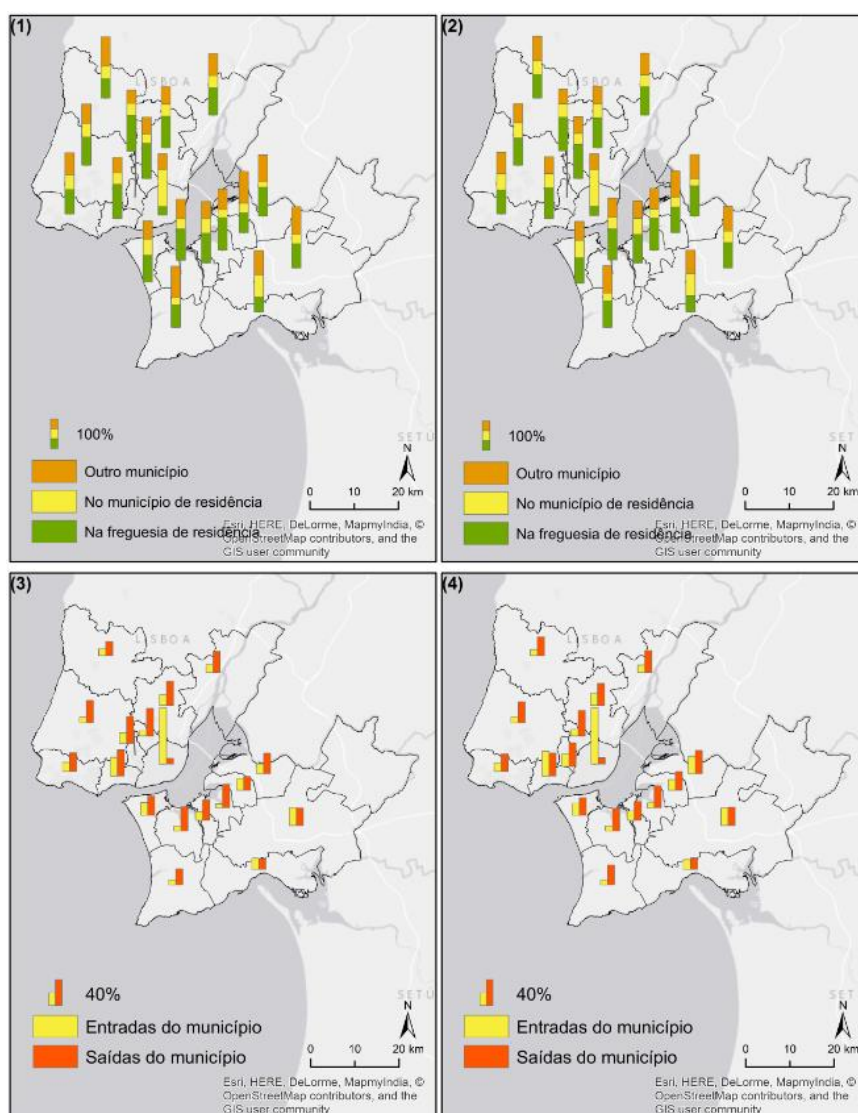 (1)
LISBOA
100%
Outro município
No município de residência
Na freguesia de residência
SETÚ
N
0 10 20 km
Esri, HERE, DeLorme, MapmyIndia, ©
OpenStreetMap contributors, and the
GIS user community
(2)
LISBOA
100%
Outro município
No município de residência
Na freguesia de residência
SETÚ
N
0 10 20 km
Esri, HERE, DeLorme, MapmyIndia, ©
OpenStreetMap contributors, and the
GIS user community
(3)
LISBOA
40%
Entradas do município
Saídas do município
SETÚ
N
0 10 20 km
Esri, HERE, DeLorme, MapmyIndia, ©
OpenStreetMap contributors, and the
GIS user community
(4)
LISBOA
40%
Entradas do município
Saídas do município
SETÚ
N
0 10 20 km
Esri, HERE, DeLorme, MapmyIndia, ©
OpenStreetMap contributors, and the
GIS user community